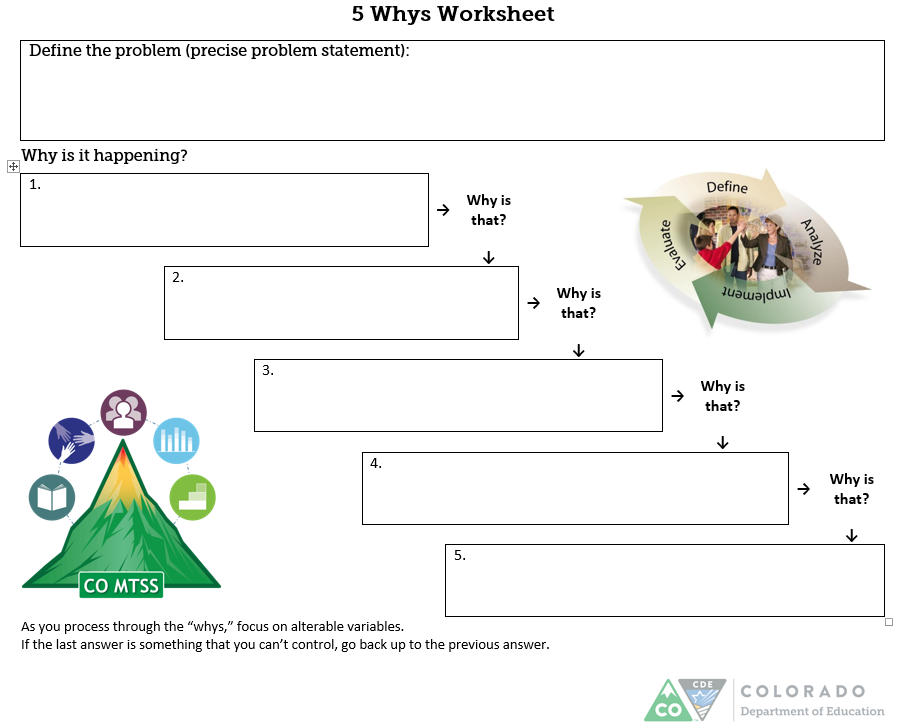 5 Whys Worksheet
Define the problem (precise problem statement):
Why is it happening?
1.
→ Why is
that?
↓
2.
→ Why is
that?
↓
3.
→ Why is
that?
↓
4.
→ Why is
that?
↓
5.
Define
Analyze
Implement
Evaluate
CO MTSS
As you process through the “whys,” focus on alterable variables.
If the last answer is something that you can’t control, go back up to the previous answer.
CO
CDE
COLORADO
Department of Education